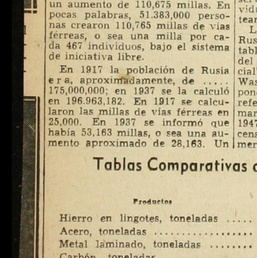 un aumento de 110,675 millas. En
pocas palabras, 51.383,000 perso-
nas crearon 110,765 millas de vías
férreas, o sea una milla por ca-
da 467 individuos, bajo el sistema
de iniciativa libre.
En 1917 la población de Rusia
era, aproximadamente, de .....
175,000,000; en 1937 se la calculó
en 196.963,182. En 1917 se calcu-
laron las millas de vías férreas en
25,000. En 1937 se informó que
había 53,163 millas, o sea una au-
mento aproximado de 28,163. Un
Tablas Comparativas
Productos
Hierro en lingotes, toneladas
Acero, toneladas
Metal laminado, toneladas
Carbón, toneladas